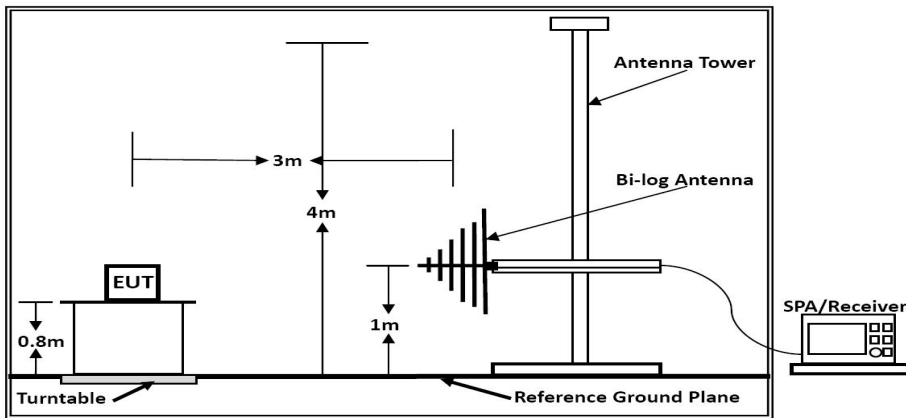 Antenna Tower
3m
Bi-log Antenna
4m
EUT
SPA/Receiver
0.8m
1m
Turntable
Reference Ground Plane